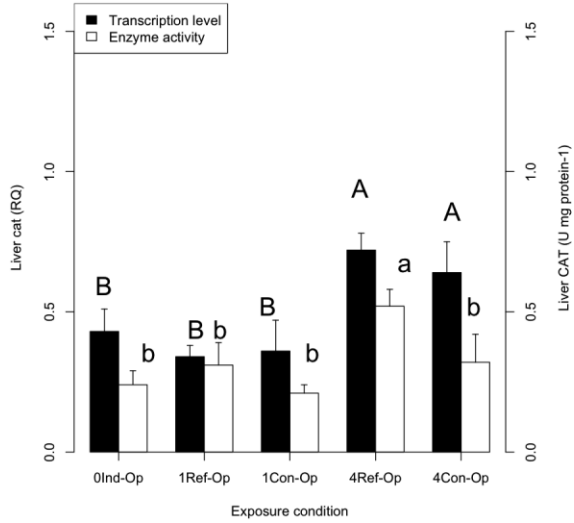 Transcription level
Enzyme activity
1.5
1.0
0.5
0.0
Liver cat (RQ)
B
b
B
b
B
b
A
a
A
b
1.5
1.0
0.5
0.0
Liver CAT (U mg protein-1)
0Ind-Op 1Ref-Op 1Con-Op 4Ref-Op 4Con-Op
Exposure condition